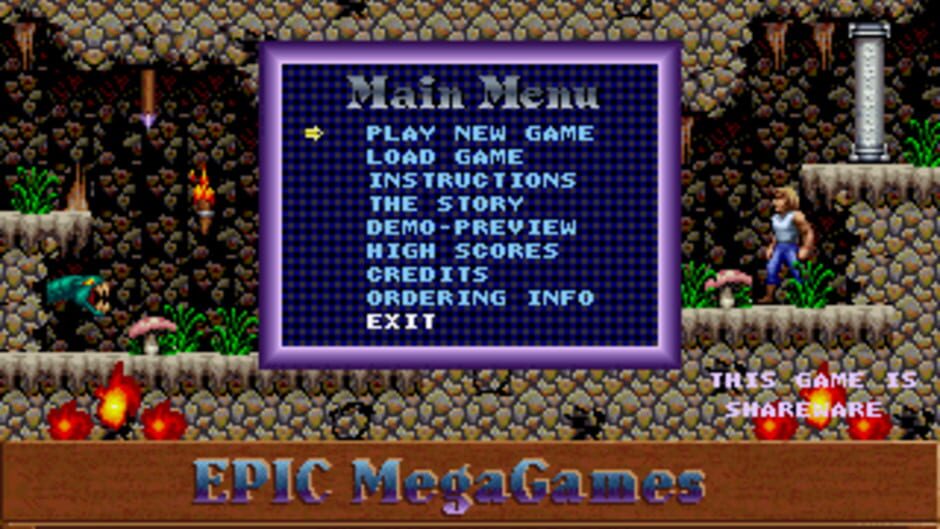 Main Menu
PLAY NEW GAME
LOAD GAME
INSTRUCTIONS
THE STORY
DEMO-PREVIEW
HIGH SCORES
CREDITS
ORDERING INFO
EXIT
THIS GAME IS
SHAREWARE
EPIC MegaGames